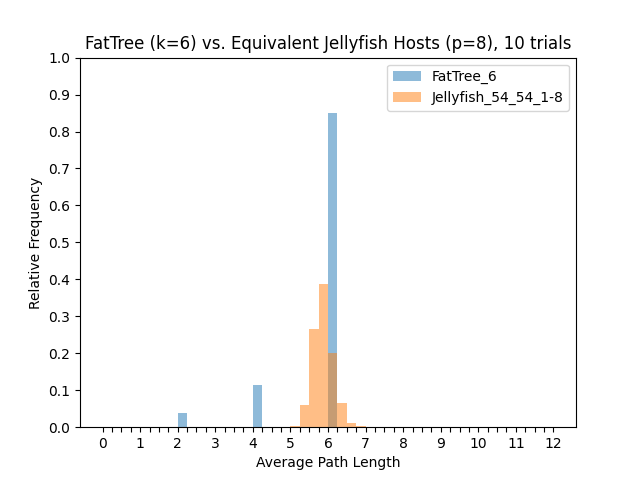 FatTree (k=6) vs. Equivalent Jellyfish Hosts (p=8), 10 trials
FatTree_6
Jellyfish_54_54_1-8
Relative Frequency
1.0
0.9
0.8
0.7
0.6
0.5
0.4
0.3
0.2
0.1
0.0
0 1 2 3 4 5 6 7 8 9 10 11 12
Average Path Length